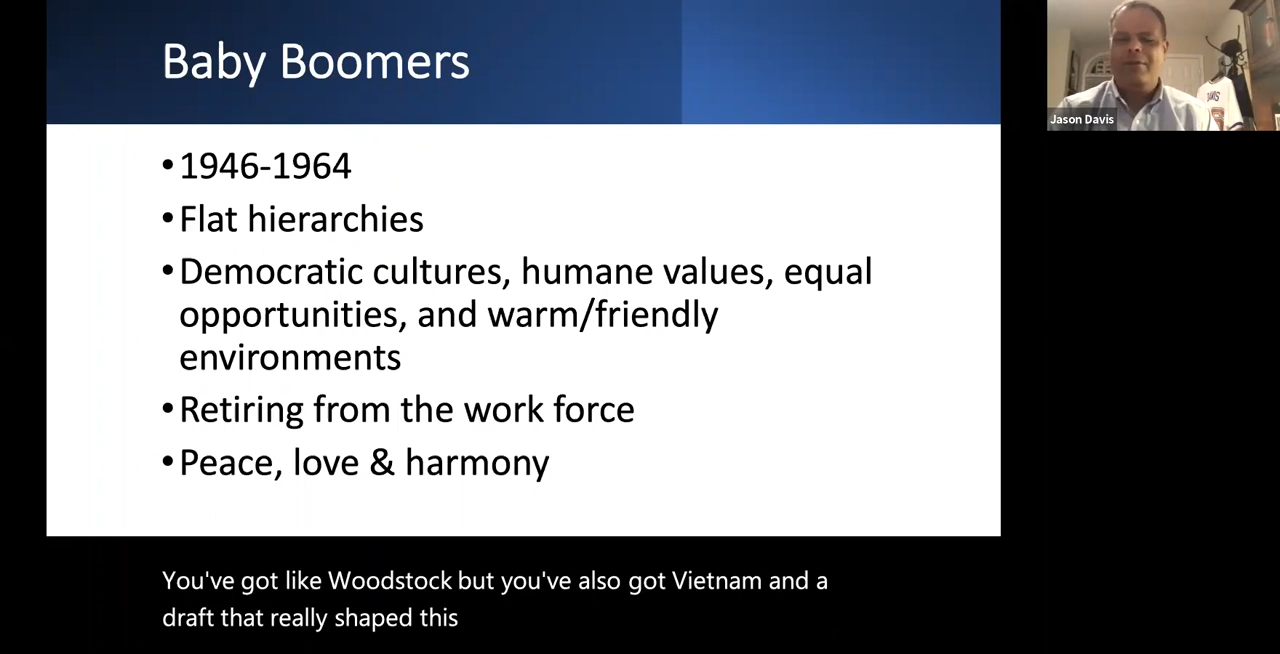 Baby Boomers
•1946-1964
•Flat hierarchies
•Democratic cultures, humane values, equal
opportunities, and warm/friendly
environments
•Retiring from the work force
•Peace, love & harmony
Jason Davis
You've got like Woodstock but you've also got Vietnam and a
draft that really shaped this